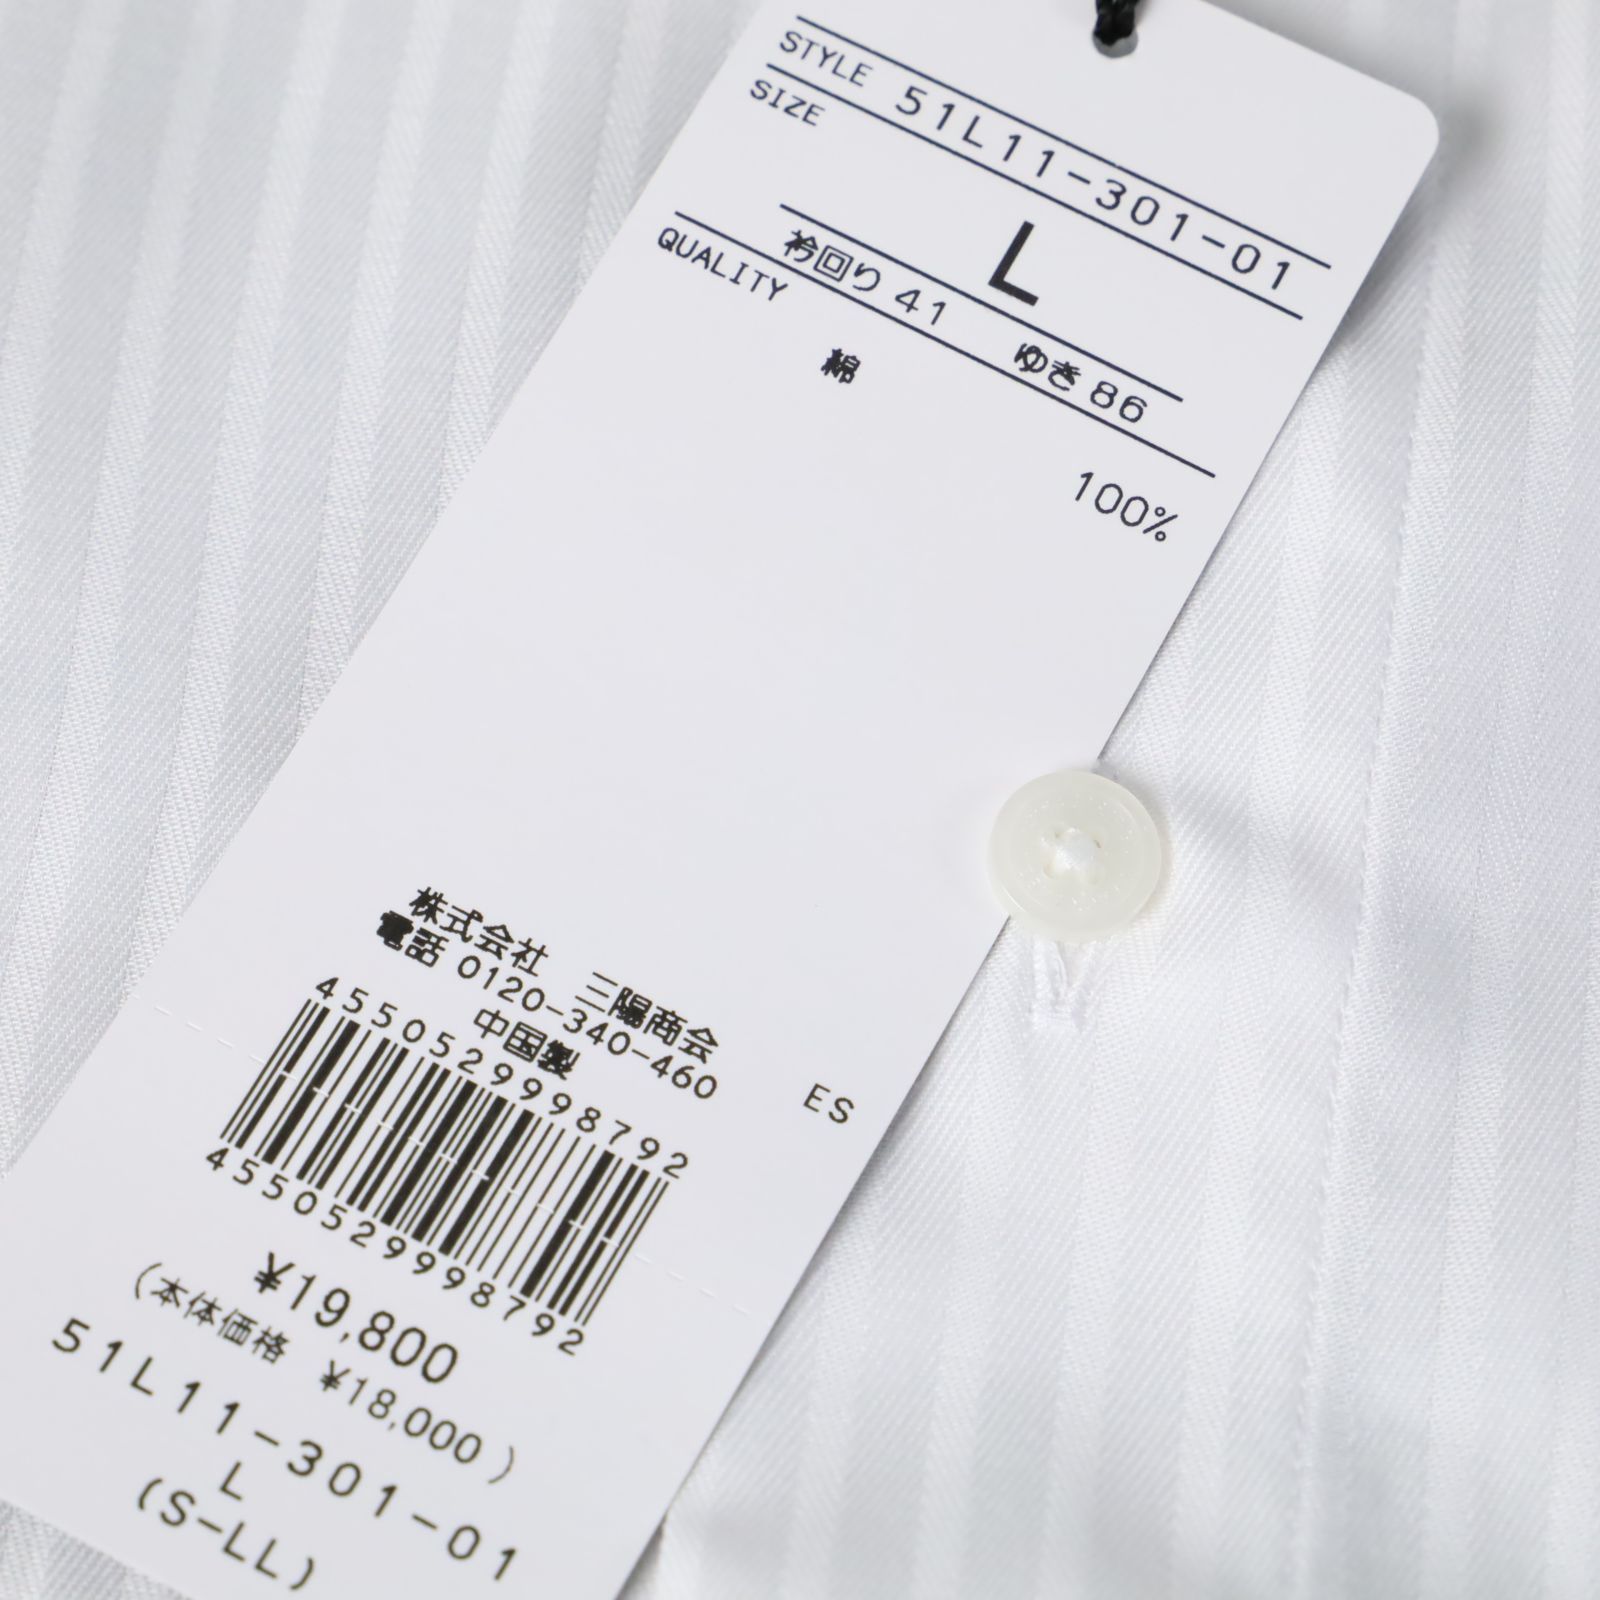 STYLE 51L11-301-01
SIZE
L
衿回り 41 ゆき 86
QUALITY
綿 100%
株式会社 三陽商会
電話 0120-340-460
中国製 ES
4550529998792
4550529998792
¥19,800
(本体価格 ¥18,000)
51L11-301-01
L
(S-LL)